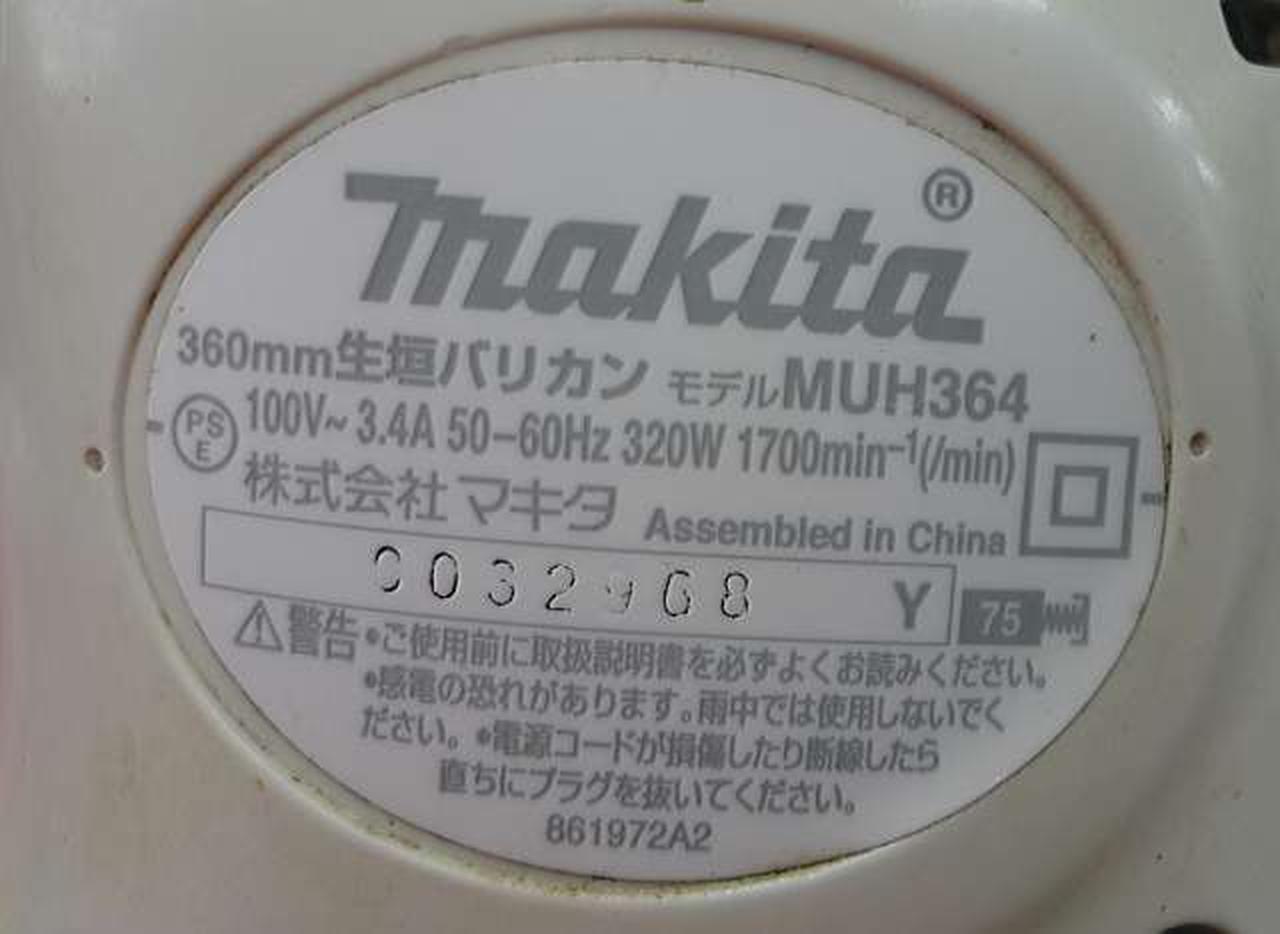 makita®
360mm生垣バリカン モデルMUH364
PSE 100V~ 3.4A 50-60Hz 320W 1700min⁻¹(/min)
株式会社マキタ Assembled in China
Y 75
⚠警告 •ご使用前に取扱説明書を必ずよくお読みください。
•感電の恐れがあります。雨中では使用しないでく
ださい。•電源コードが損傷したり断線したら
直ちにプラグを抜いてください。
861972A2